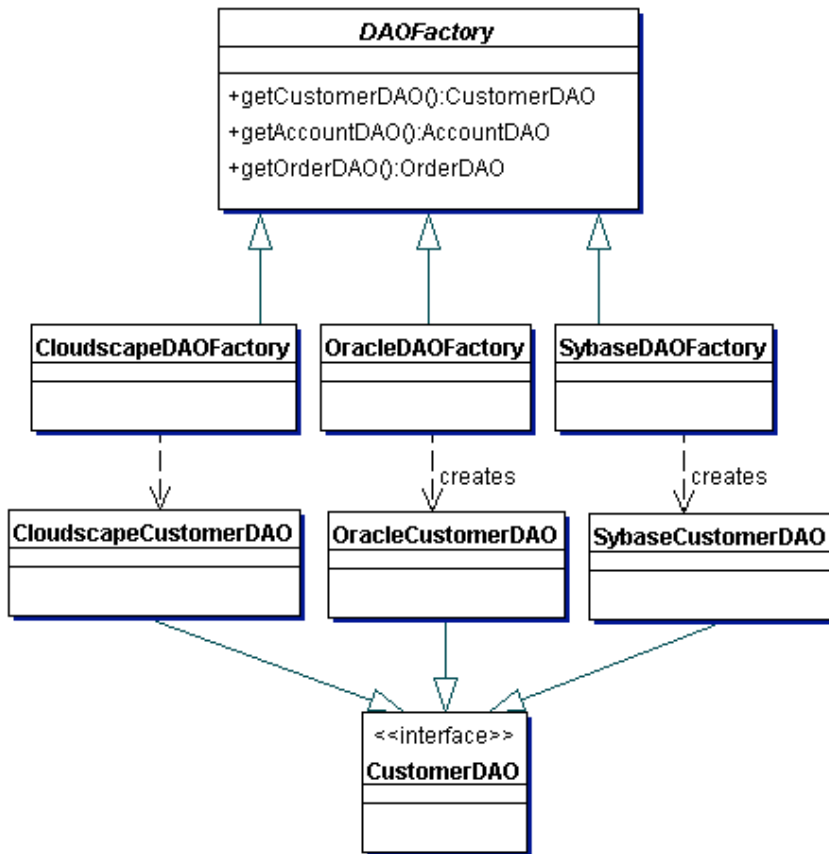 DAOFactory
+getCustomerDAO():CustomerDAO
+getAccountDAO():AccountDAO
+getOrderDAO():OrderDAO
CloudscapeDAOFactory
OracleDAOFactory
SybaseDAOFactory
creates
creates
CloudscapeCustomerDAO
OracleCustomerDAO
SybaseCustomerDAO
<<interface>>
CustomerDAO